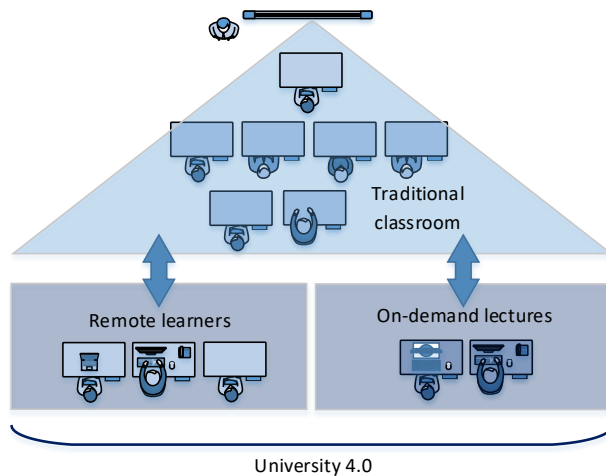 Traditional
classroom
Remote learners
On-demand lectures
University 4.0